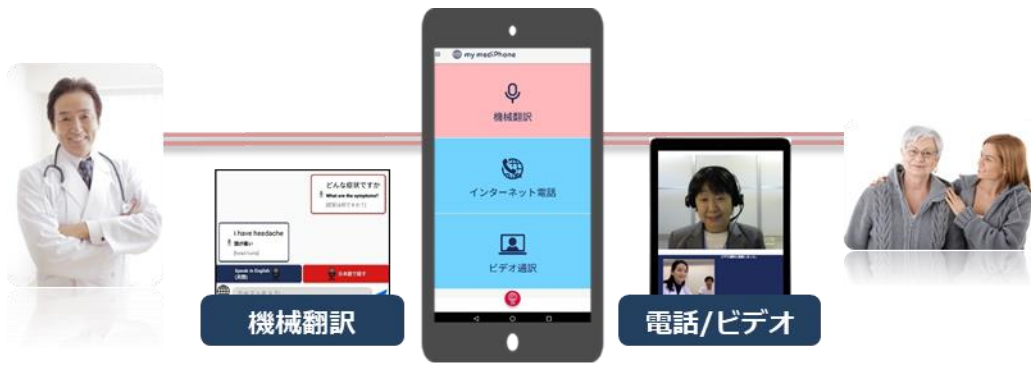 my mediPhone
機械翻訳
インターネット電話
ビデオ通訳
どんな症状ですか
What are the symptoms?
I have headache
頭が痛い
Speak in English
(英語)
日本語で話す
機械翻訳
電話/ビデオ